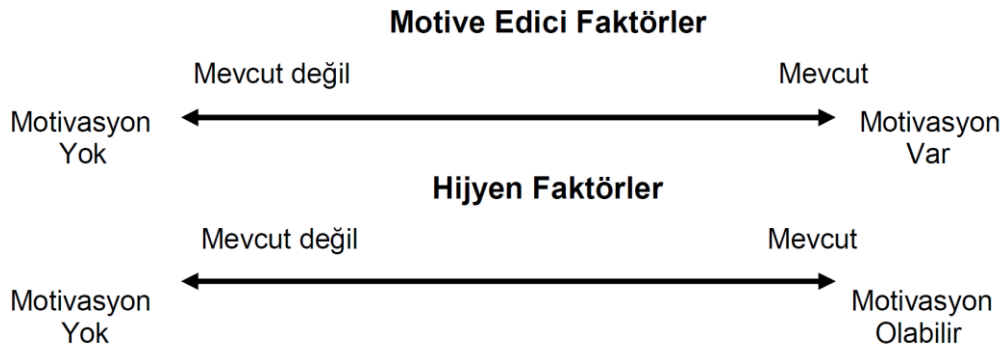 Motive Edici Faktörler
Mevcut değil Mevcut
Motivasyon Yok
Motivasyon Var
Hijyen Faktörler
Mevcut değil Mevcut
Motivasyon Yok
Motivasyon Olabilir